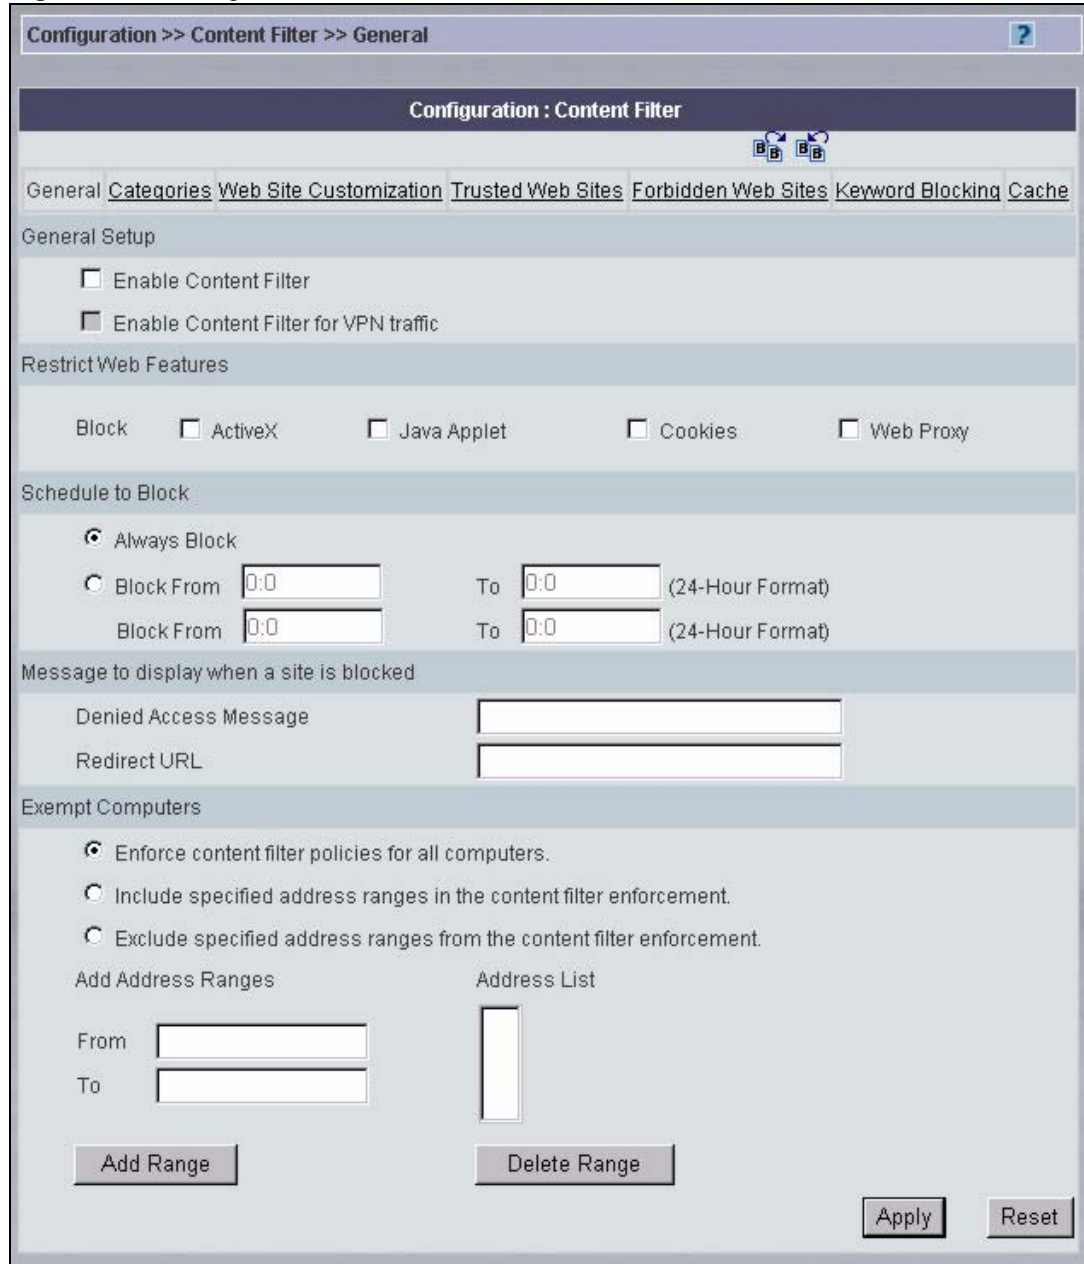 Configuration >> Content Filter >> General ?
Configuration : Content Filter
B B B B
General Categories Web Site Customization Trusted Web Sites Forbidden Web Sites Keyword Blocking Cache
General Setup
Enable Content Filter
Enable Content Filter for VPN traffic
Restrict Web Features
Block ActiveX Java Applet Cookies Web Proxy
Schedule to Block
Always Block
Block From 0:0 To 0:0 (24-Hour Format)
Block From 0:0 To 0:0 (24-Hour Format)
Message to display when a site is blocked
Denied Access Message
Redirect URL
Exempt Computers
Enforce content filter policies for all computers.
Include specified address ranges in the content filter enforcement.
Exclude specified address ranges from the content filter enforcement.
Add Address Ranges Address List
From
To
Add Range Delete Range
Apply Reset